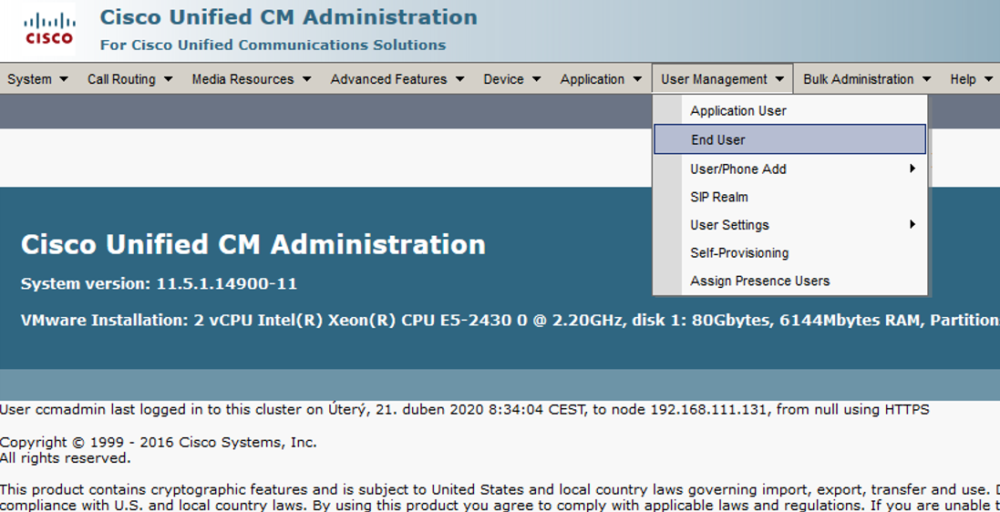 Cisco Unified CM Administration
CISCO
For Cisco Unified Communications Solutions
System Call Routing Media Resources Advanced Features Device Application User Management Bulk Administration Help
Application User
End User
User/Phone Add
SIP Realm
User Settings
Self-Provisioning
Assign Presence Users
Cisco Unified CM Administration
System version: 11.5.1.14900-11
VMware Installation: 2 vCPU Intel(R) Xeon(R) CPU E5-2430 0 @ 2.20GHz, disk 1: 80Gbytes, 6144Mbytes RAM, Partition
User ccmadmin last logged in to this cluster on Úterý, 21. duben 2020 8:34:04 CEST, to node 192.168.111.131, from null using HTTPS
Copyright © 1999 - 2016 Cisco Systems, Inc.
All rights reserved.
This product contains cryptographic features and is subject to United States and local country laws governing import, export, transfer and use.
compliance with U.S. and local country laws. By using this product you agree to comply with applicable laws and regulations. If you are unable